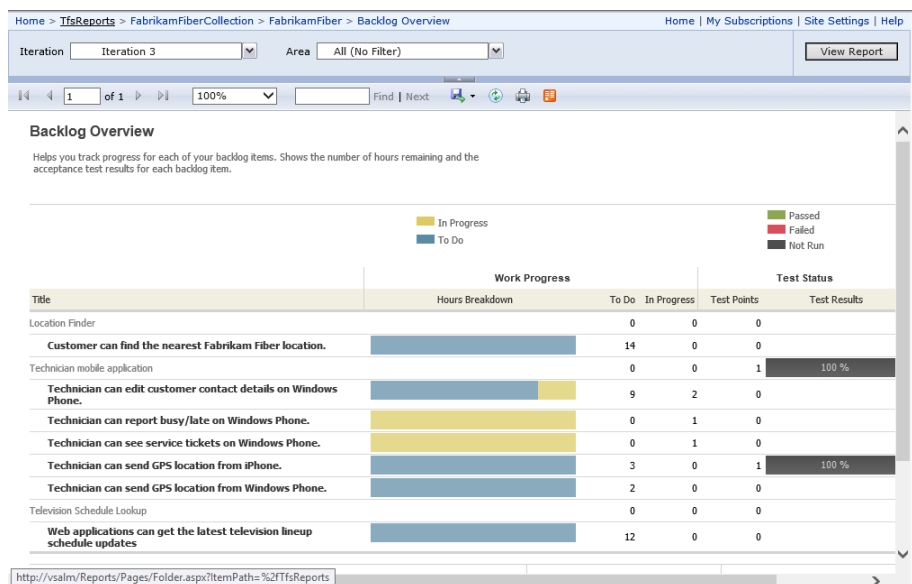 Home > TfsReports > FabrikamFiberCollection > FabrikamFiber > Backlog Overview
Home | My Subscriptions | Site Settings | Help
Iteration Iteration 3 Area All (No Filter) View Report
1 of 1 100% Find | Next
Backlog Overview
Helps you track progress for each of your backlog items. Shows the number of hours remaining and the
acceptance test results for each backlog item.
In Progress
To Do
Passed
Failed
Not Run
Work Progress Test Status
Title Hours Breakdown To Do In Progress Test Points Test Results
Location Finder 0 0 0
Customer can find the nearest Fabrikam Fiber location. 14 0 0
Technician mobile application 0 0 1 100 %
Technician can edit customer contact details on Windows
Phone. 9 2 0
Technician can report busy/late on Windows Phone. 0 1 0
Technician can see service tickets on Windows Phone. 0 1 0
Technician can send GPS location from iPhone. 3 0 1 100 %
Technician can send GPS location from Windows Phone. 2 0 0
Television Schedule Lookup 0 0 0
Web applications can get the latest television lineup
schedule updates 12 0 0
http://vsalm/Reports/Pages/Folder.aspx?ItemPath=%2fTfsReports